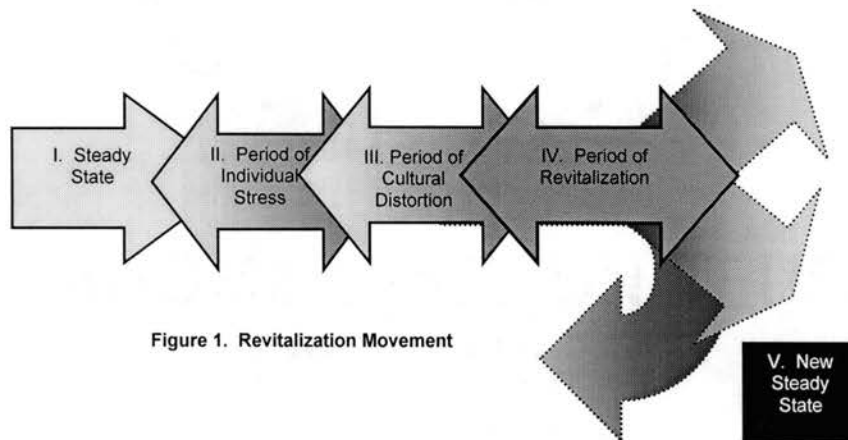 I. Steady
State
II. Period of
Individual
Stress
III. Period of
Cultural
Distortion
IV. Period of
Revitalization
Figure 1. Revitalization Movement
V. New
Steady
State